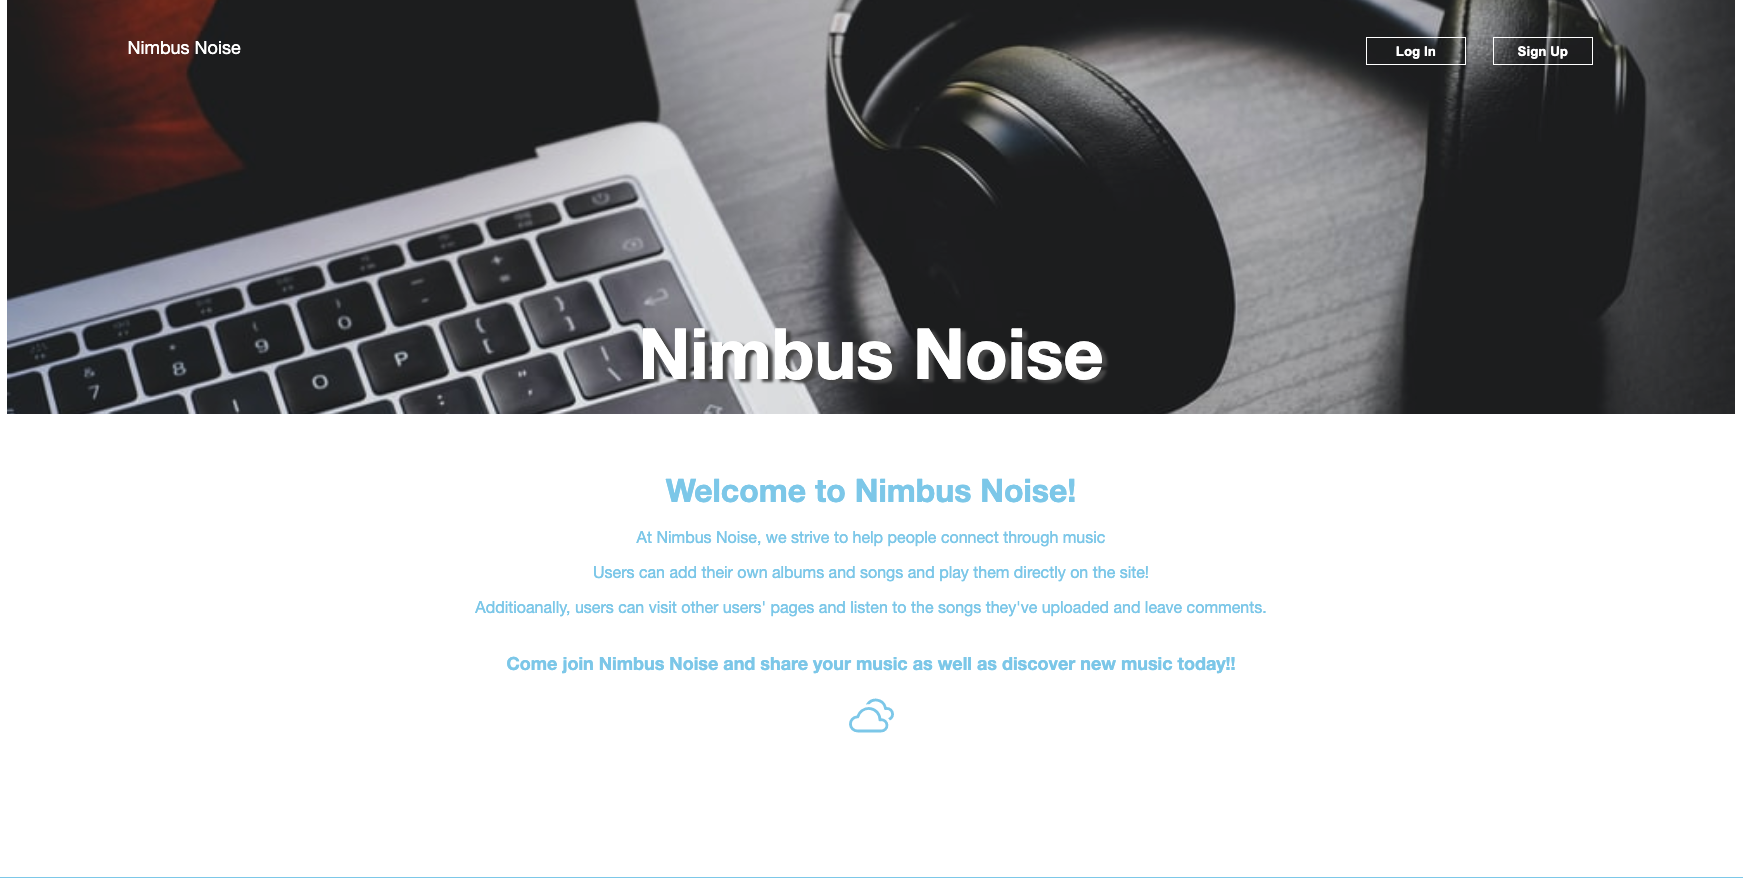 Nimbus Noise
Log In
Sign Up
Nimbus Noise
Welcome to Nimbus Noise!
At Nimbus Noise, we strive to help people connect through music
Users can add their own albums and songs and play them directly on the site!
Additioanally, users can visit other users' pages and listen to the songs they've uploaded and leave comments.
Come join Nimbus Noise and share your music as well as discover new music today!!